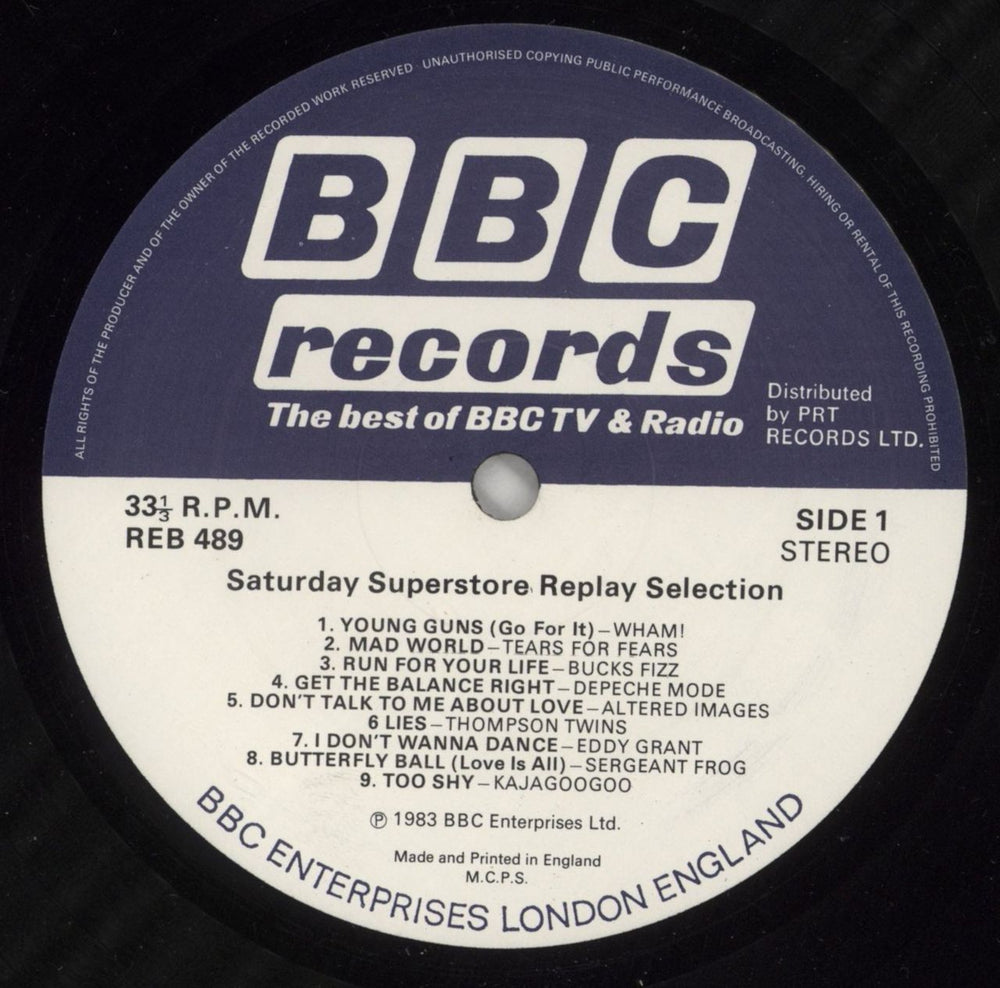 ALL RIGHTS OF THE PRODUCER AND OF THE OWNER OF THE RECORDED WORK RESERVED UNAUTHORISED COPYING PUBLIC PERFORMANCE BROADCASTING, HIRING OR RENTAL OF THIS RECORDING PROHIBITED
BBC
records
The best of BBC TV & Radio
Distributed
by PRT
RECORDS LTD.
33⅓ R.P.M.
REB 489
SIDE 1
STEREO
Saturday Superstore Replay Selection
1. YOUNG GUNS (Go For It)–WHAM!
2. MAD WORLD–TEARS FOR FEARS
3. RUN FOR YOUR LIFE–BUCKS FIZZ
4. GET THE BALANCE RIGHT–DEPECHE MODE
5. DON'T TALK TO ME ABOUT LOVE–ALTERED IMAGES
6 LIES–THOMPSON TWINS
7. I DON'T WANNA DANCE–EDDY GRANT
8. BUTTERFLY BALL (Love Is All)–SERGEANT FROG
9. TOO SHY–KAJAGOOGOO
℗ 1983 BBC Enterprises Ltd.
Made and Printed in England
M.C.P.S.
BBC ENTERPRISES LONDON ENGLAND